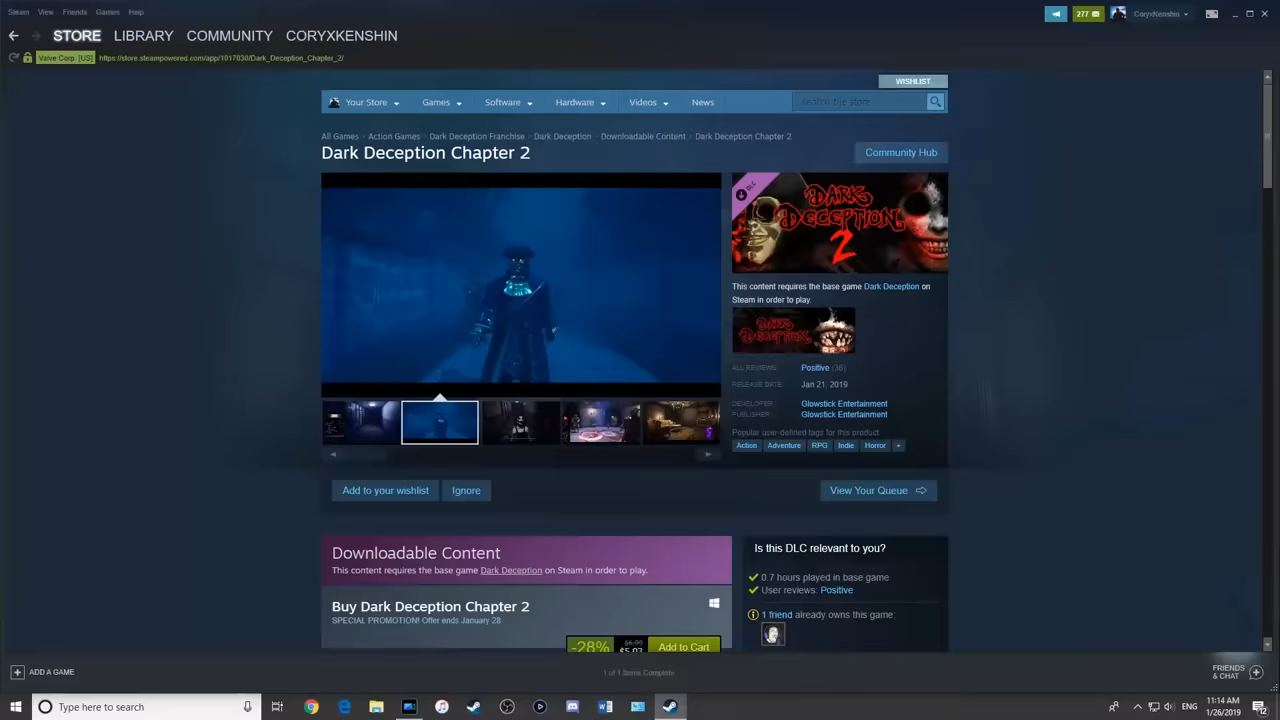 Steam View Friends Games Help
277 CoryxKenshin
STORE LIBRARY COMMUNITY CORYXKENSHIN
Valve Corp. [US] https://store.steampowered.com/app/1017030/Dark_Deception_Chapter_2/
WISHLIST
Your Store Games Software Hardware Videos News search the store
All Games > Action Games > Dark Deception Franchise > Dark Deception > Downloadable Content > Dark Deception Chapter 2
Dark Deception Chapter 2
Community Hub
DLC
DARK DECEPTION 2
This content requires the base game Dark Deception on
Steam in order to play.
DARK DECEPTION
ALL REVIEWS: Positive (36)
RELEASE DATE: Jan 21, 2019
DEVELOPER: Glowstick Entertainment
PUBLISHER: Glowstick Entertainment
Popular user-defined tags for this product
Action Adventure RPG Indie Horror +
Add to your wishlist Ignore View Your Queue
Downloadable Content
This content requires the base game Dark Deception on Steam in order to play.
Is this DLC relevant to you?
0.7 hours played in base game
User reviews: Positive
1 friend already owns this game:
Buy Dark Deception Chapter 2
SPECIAL PROMOTION! Offer ends January 28
-28% $6.99 $5.03 Add to Cart
ADD A GAME
1 of 1 Items Complete
FRIENDS
& CHAT
Type here to search
11:14 AM
1/26/2019
12